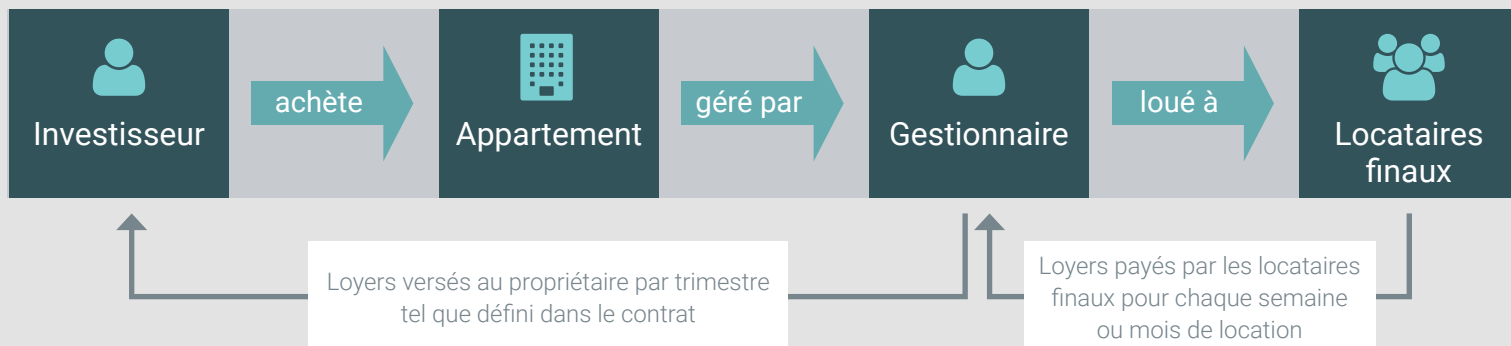 Investisseur
achète
Appartement
géré par
Gestionnaire
loué à
Locataires
finaux
Loyers versés au propriétaire par trimestre
tel que défini dans le contrat
Loyers payés par les locataires
finaux pour chaque semaine
ou mois de location